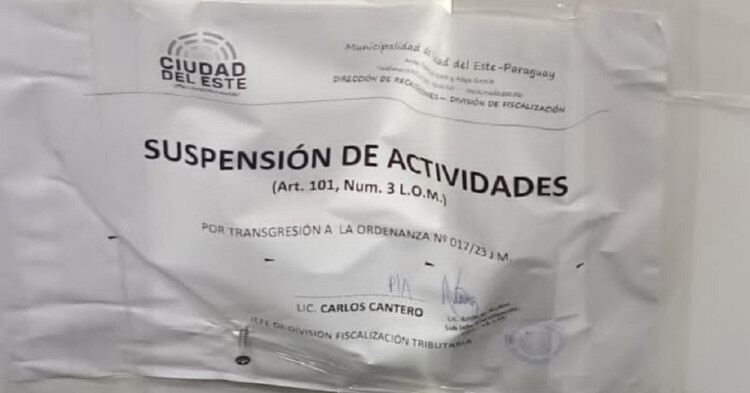 CIUDAD
DEL ESTE
Municipalidad de Ciudad del Este-Paraguay
DIRECCIÓN DE RECAUDACIONES - DIVISIÓN DE FISCALIZACIÓN
SUSPENSIÓN DE ACTIVIDADES
(Art. 101, Num. 3 L.O.M.)
POR TRANSGRESIÓN A LA ORDENANZA Nº 017/23 J.M.
P/A
LIC. CARLOS CANTERO
JEFE DE DIVISIÓN FISCALIZACIÓN TRIBUTARIA